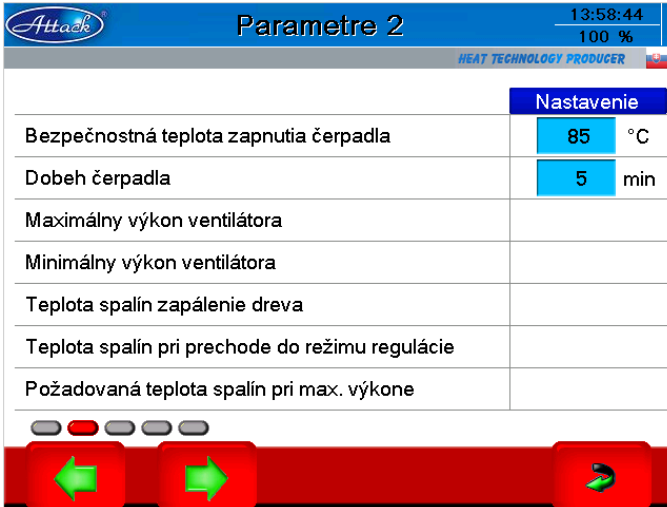 Attack
Parametre 2
13:58:44
100 %
HEAT TECHNOLOGY PRODUCER
Nastavenie
Bezpečnostná teplota zapnutia čerpadla 85 °C
Dobeh čerpadla 5 min
Maximálny výkon ventilátora
Minimálny výkon ventilátora
Teplota spalín zapálenie dreva
Teplota spalín pri prechode do režimu regulácie
Požadovaná teplota spalín pri max. výkone